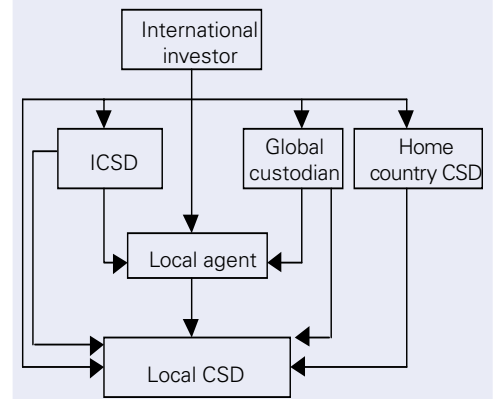 International
investor
ICSD
Global
custodian
Home
country CSD
Local agent
Local CSD